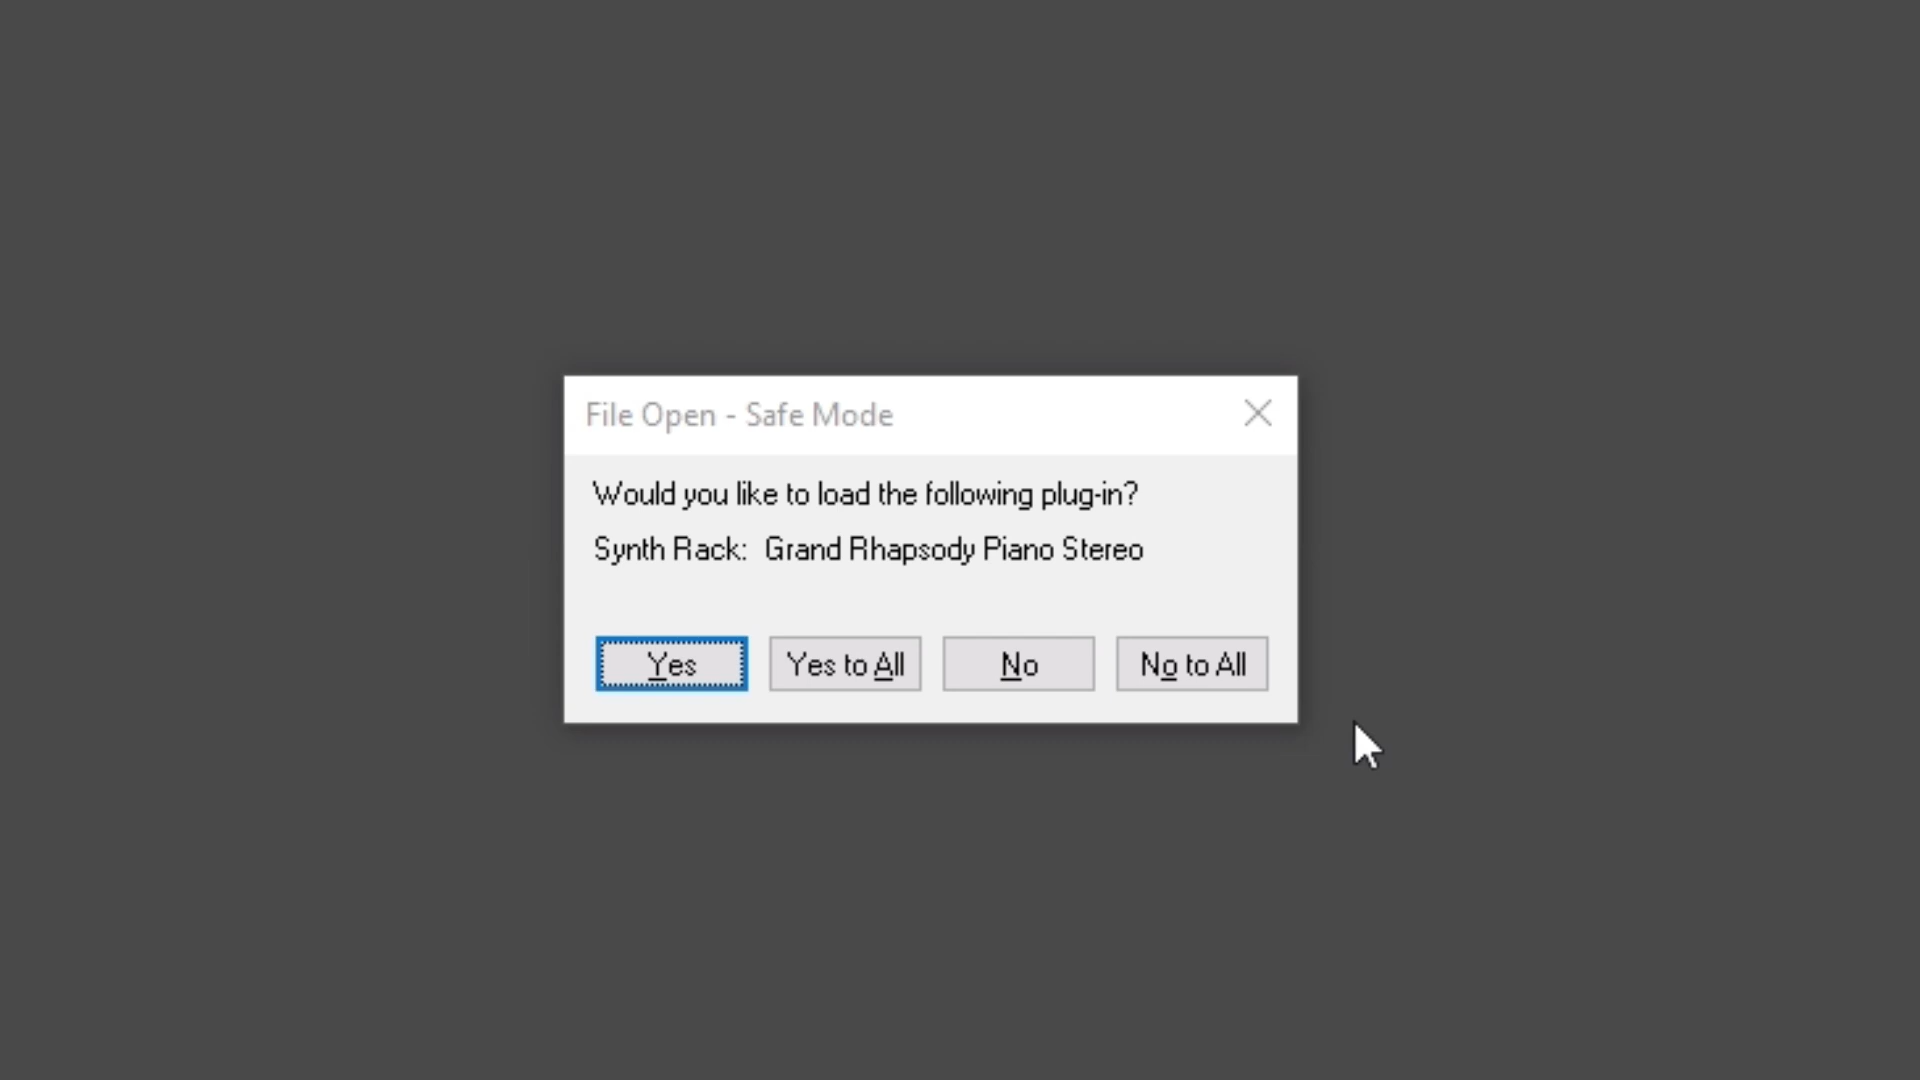 File Open - Safe Mode
Would you like to load the following plug-in?
Synth Rack: Grand Rhapsody Piano Stereo
Yes Yes to All No No to All